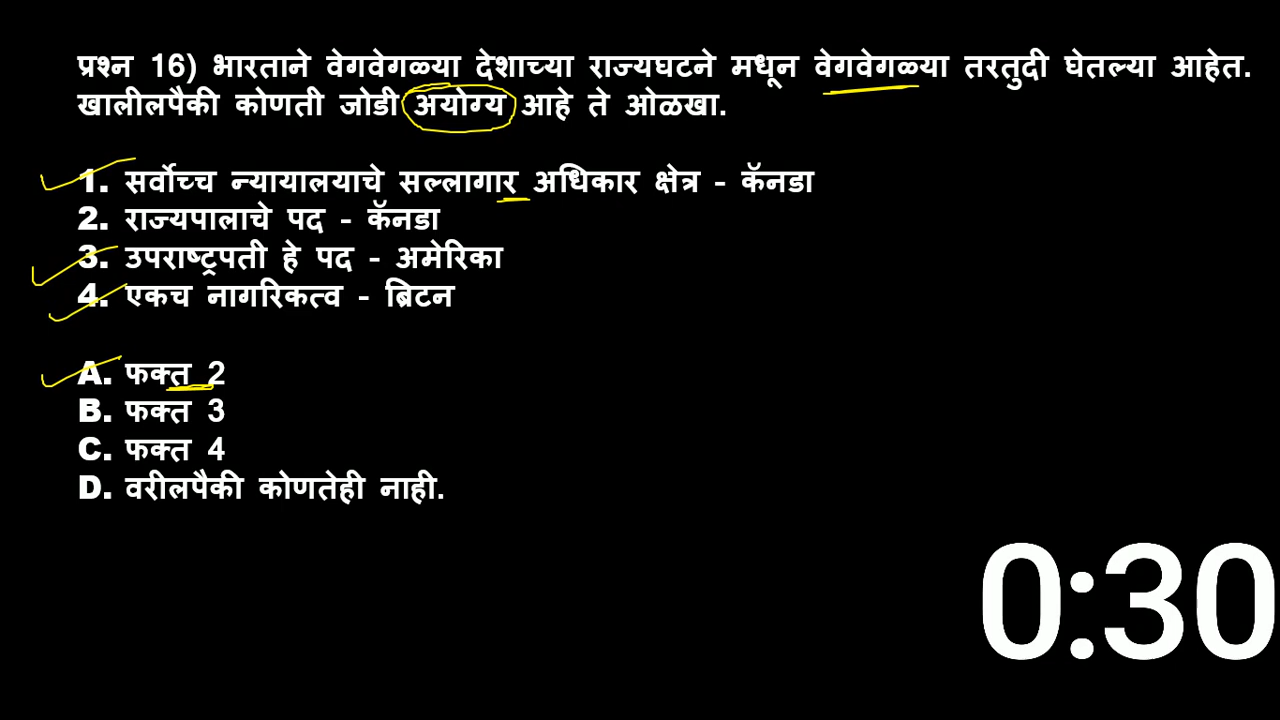 प्रश्न 16) भारताने वेगवेगळ्या देशाच्या राज्यघटने मधून वेगवेगळ्या तरतुदी घेतल्या आहेत.
खालीलपैकी कोणती जोडी अयोग्य आहे ते ओळखा.
1. सर्वोच्च न्यायालयाचे सल्लागार अधिकार क्षेत्र - कॅनडा
2. राज्यपालाचे पद - कॅनडा
3. उपराष्ट्रपती हे पद - अमेरिका
4. एकच नागरिकत्व - ब्रिटन
A. फक्त 2
B. फक्त 3
C. फक्त 4
D. वरीलपैकी कोणतेही नाही.
0:30